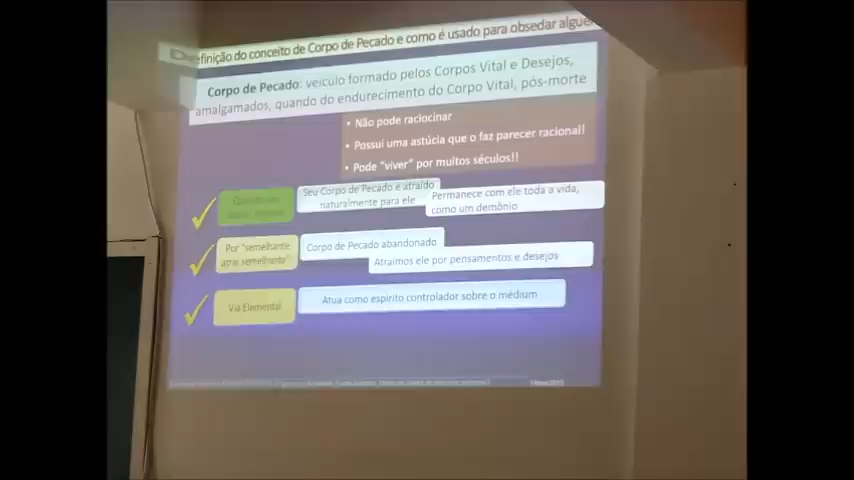 Definição do conceito de Corpo de Pecado e como é usado para obsedar algué
Corpo de Pecado: veículo formado pelos Corpos Vital e Desejos,
amalgamados, quando do endurecimento do Corpo Vital, pós-morte
• Não pode raciocinar
• Possui uma astúcia que o faz parecer racional!!
• Pode "viver" por muitos séculos!!
Seu Corpo de Pecado é atraído
naturalmente para ele
Permanece com ele toda a vida,
como um demônio
Por "semelhante
atrai semelhante"
Corpo de Pecado abandonado
Atraímos ele por pensamentos e desejos
Via Elemental
Atua como espírito controlador sobre o médium